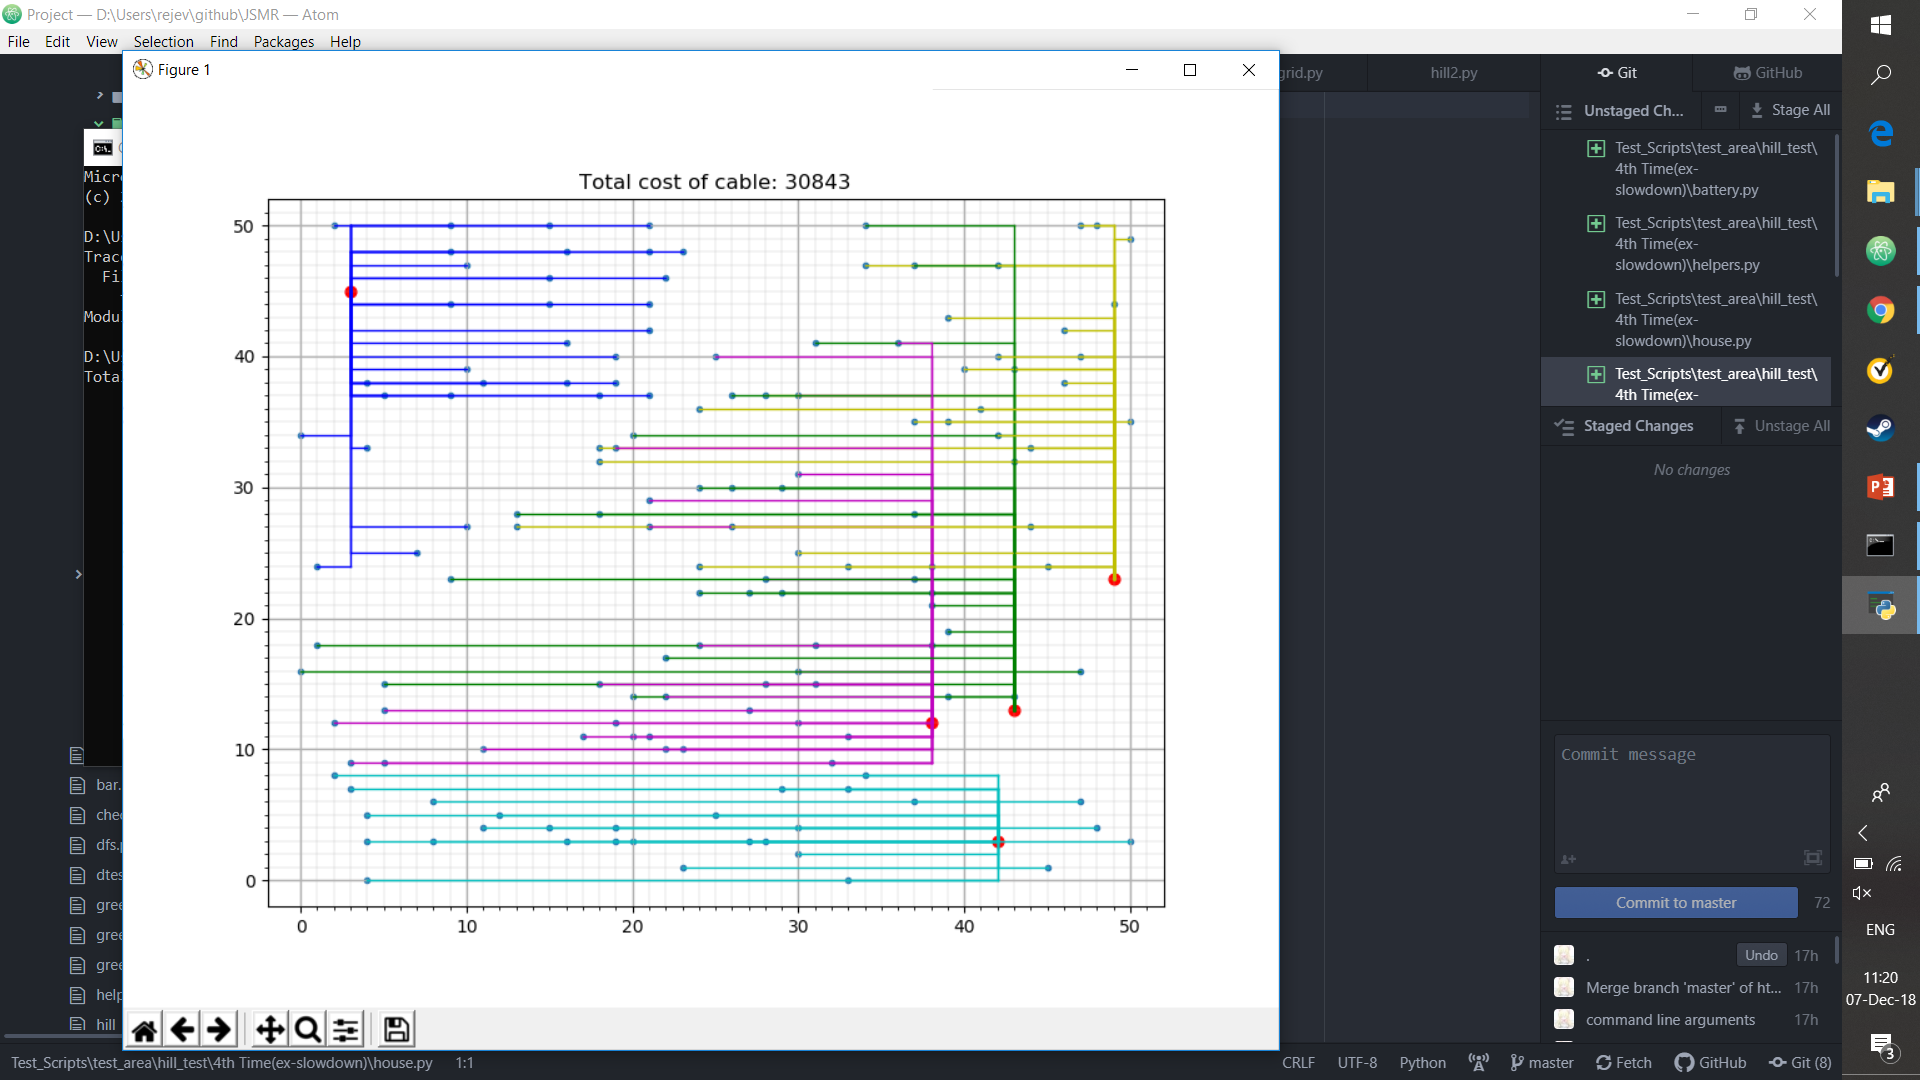 Project — D:\Users\rejev\github\JSMR — Atom
File Edit View Selection Find Packages Help
Figure 1
grid.py
hill2.py
Git
GitHub
Unstaged Ch...
Stage All
Test_Scripts\test_area\hill_test\
4th Time(ex-
slowdown)\battery.py
Test_Scripts\test_area\hill_test\
4th Time(ex-
slowdown)\helpers.py
Test_Scripts\test_area\hill_test\
4th Time(ex-
slowdown)\house.py
Test_Scripts\test_area\hill_test\
4th Time(ex-
Staged Changes
Unstage All
No changes
Commit message
Commit to master
72
.
Undo
17h
Merge branch 'master' of ht...
17h
command line arguments
17h
Micr
(c)
D:\U
Trac
Fil
Modu
D:\U
Tota
Total cost of cable: 30843
50
40
30
20
10
0
0 10 20 30 40 50
bar.
che
dfs.
dtes
gree
gree
gree
help
hill
Test_Scripts\test_area\hill_test\4th Time(ex-slowdown)\house.py 1:1
CRLF UTF-8 Python master Fetch GitHub Git (8)
ENG
11:20
07-Dec-18
3